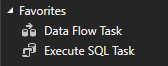 Favorites
Data Flow Task
Execute SQL Task